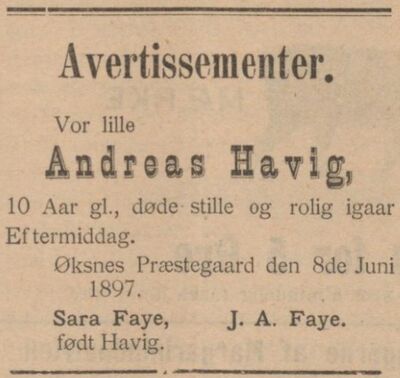 Avertissementer.
Vor lille
Andreas Havig,
10 Aar gl., døde stille og rolig igaar
Eftermiddag.
Øksnes Præstegaard den 8de Juni
1897.
Sara Faye, J. A. Faye.
født Havig.